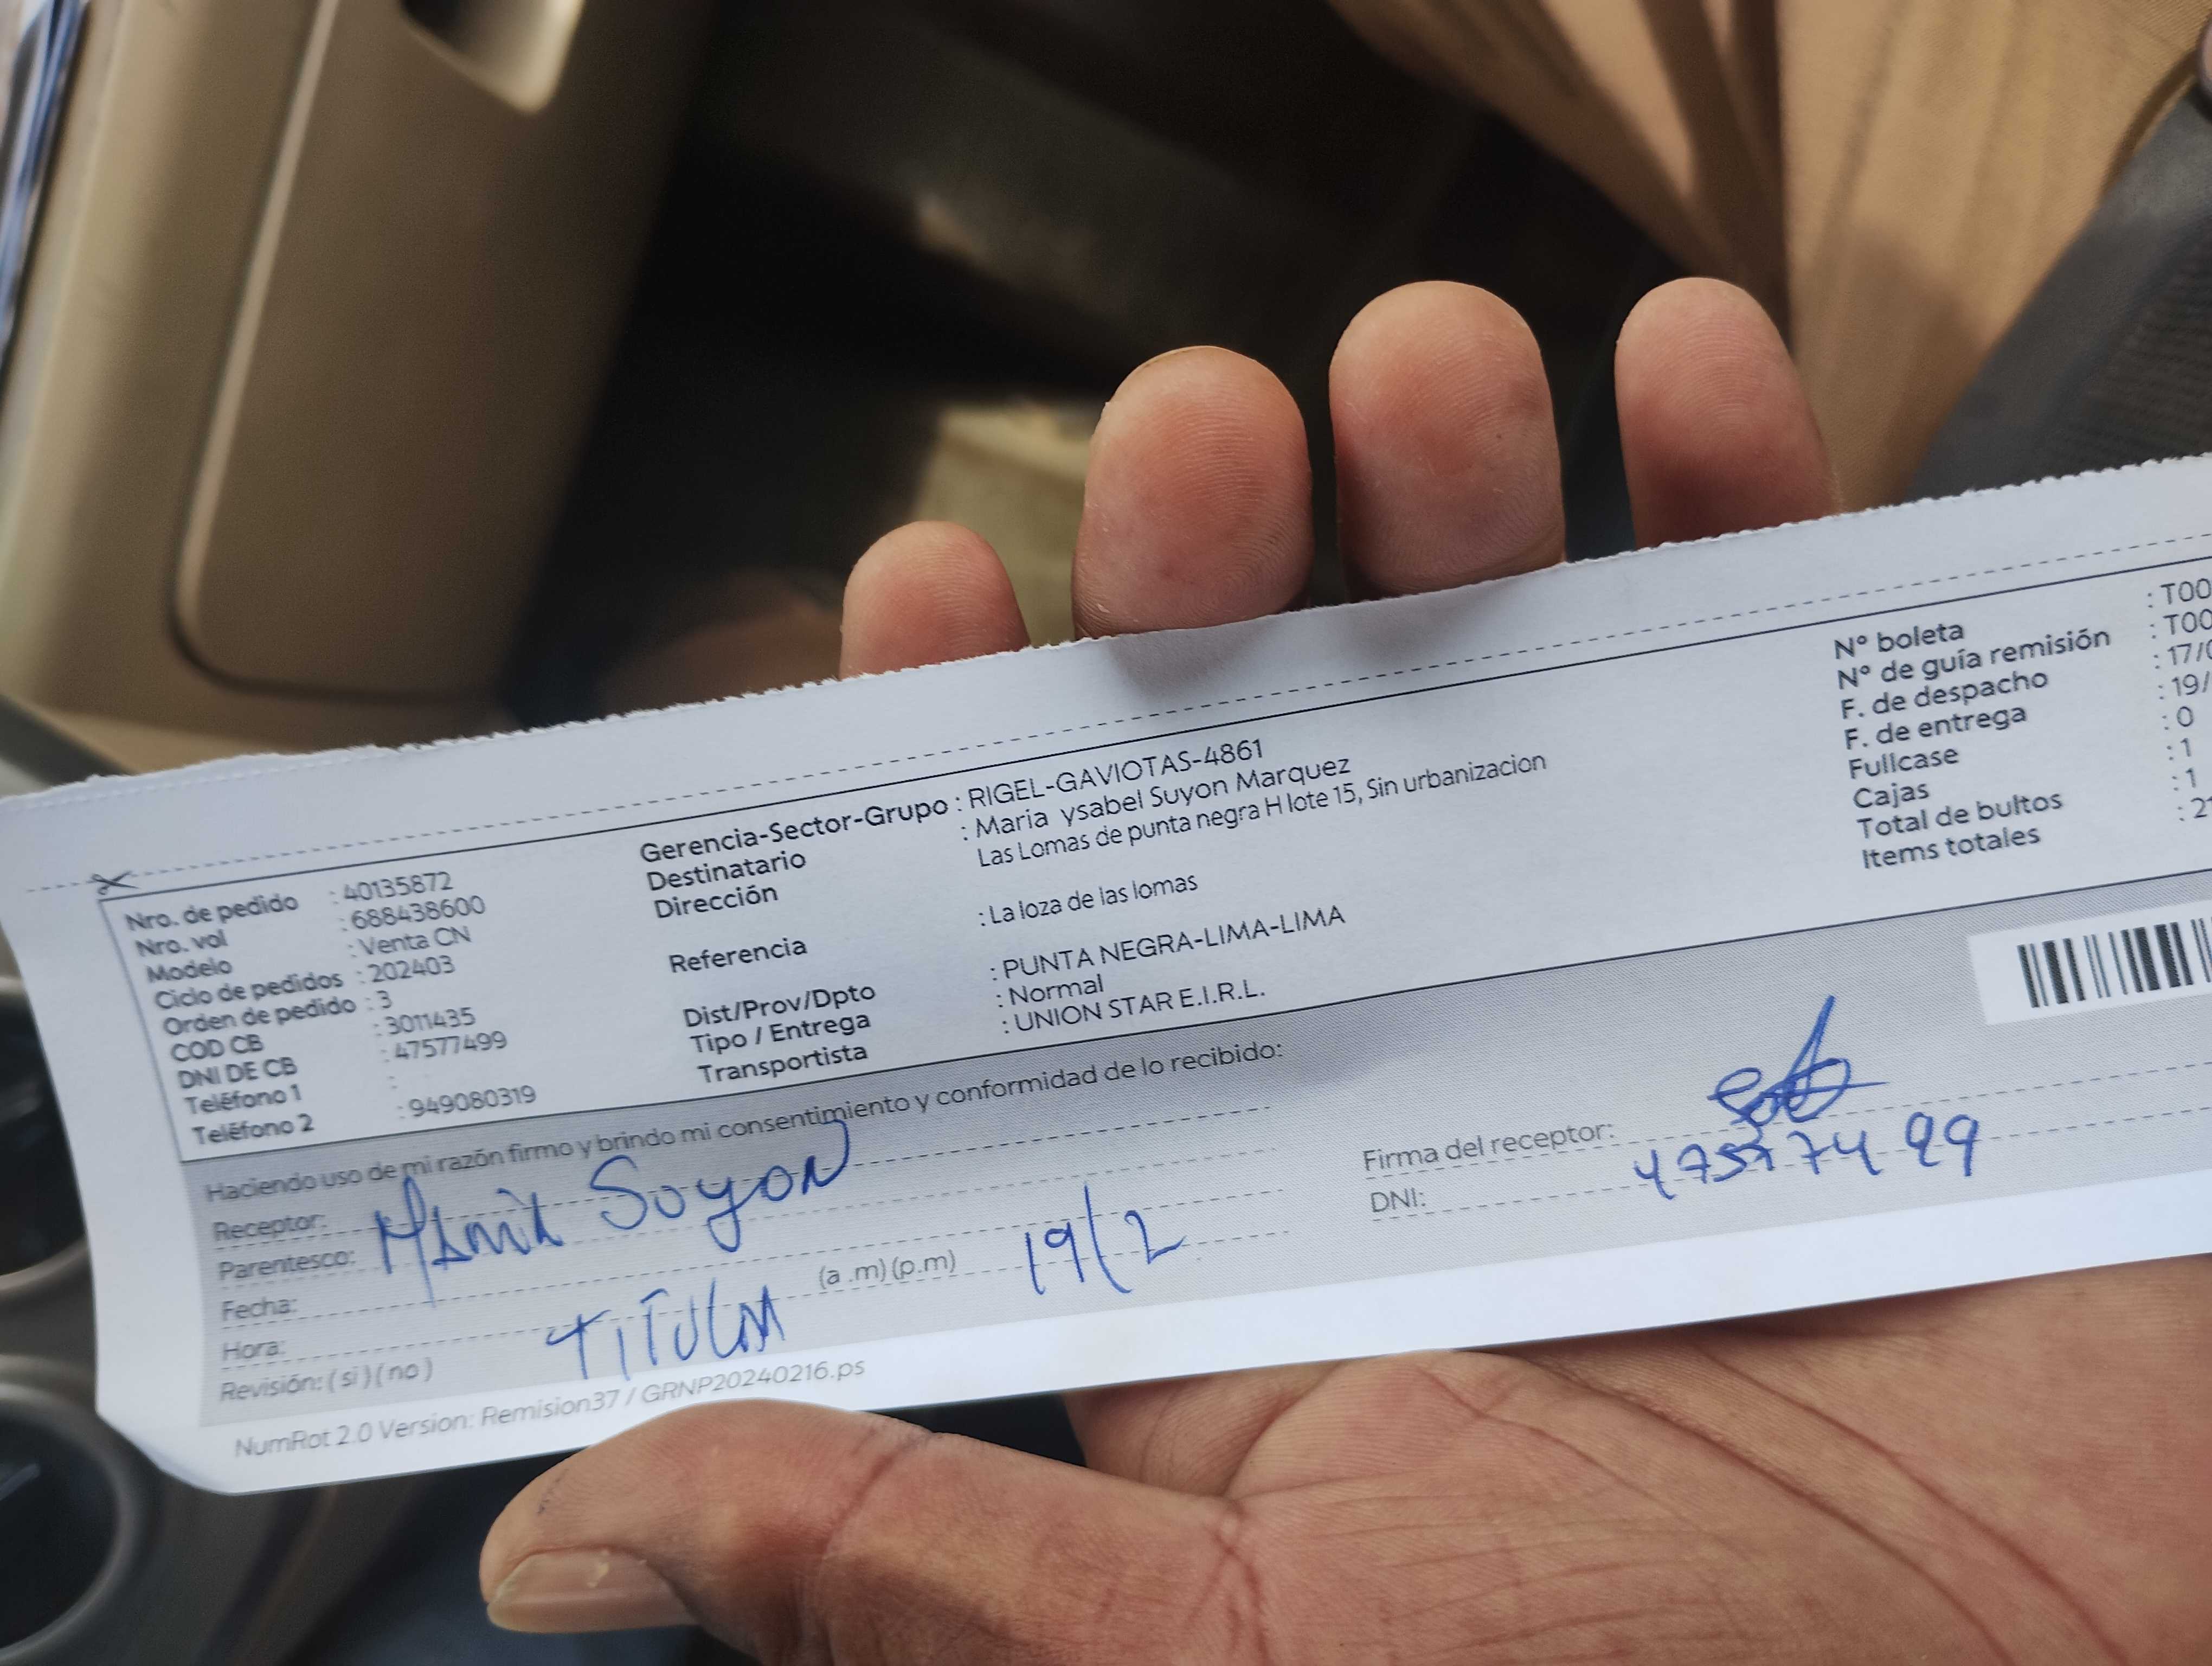 Nro. de pedido : 40135872
Nro. vol : 688438600
Modelo : Venta CN
Ciclo de pedidos : 202403
Orden de pedido : 3
COD CB : 3011435
DNI DE CB : 47577499
Teléfono 1 :
Teléfono 2 : 949080319
Gerencia-Sector-Grupo : RIGEL-GAVIOTAS-4861
Destinatario : Maria ysabel Suyon Marquez
Dirección Las Lomas de punta negra H lote 15, Sin urbanizacion
Referencia : La loza de las lomas
Dist/Prov/Dpto : PUNTA NEGRA-LIMA-LIMA
Tipo / Entrega : Normal
Transportista : UNION STAR E.I.R.L.
N° boleta : T00
N° de guía remisión : T00
F. de despacho : 17/0
F. de entrega : 19/
Fullcase : 0
Cajas : 1
Total de bultos : 1
Items totales : 21
Haciendo uso de mi razón firmo y brindo mi consentimiento y conformidad de lo recibido:
Receptor: Maria Soyon
Parentesco:
Fecha: 19/2
Hora: (a .m) (p.m)
TITULAR
Revisión: ( si ) ( no )
Firma del receptor:
DNI: 47577499
NumRot 2.0 Version: Remision37 / GRNP20240216.ps